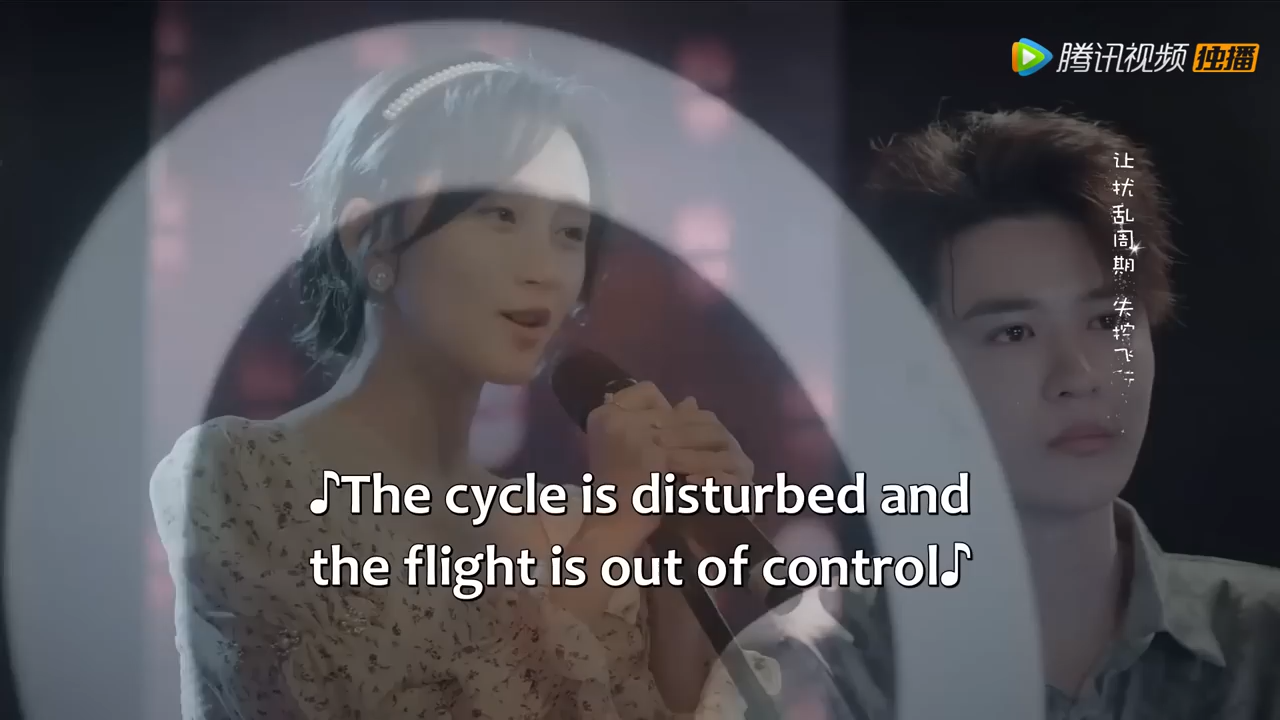 腾讯视频 独播
让扰乱周期 失控飞行
♪The cycle is disturbed and
the flight is out of control♪